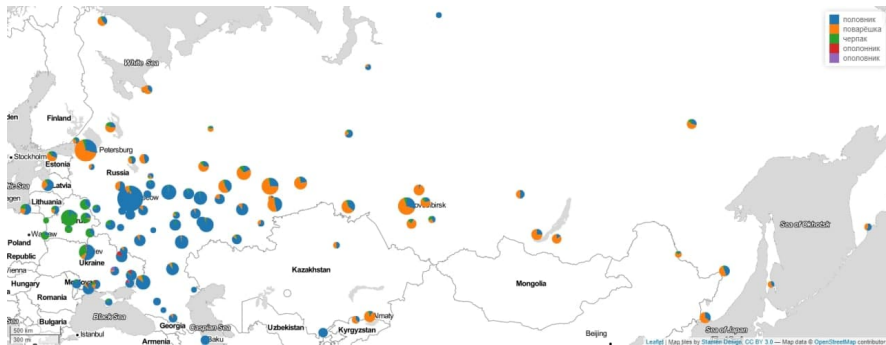 половник
поварёшка
черпак
ополонник
ополовник
White Sea
Finland
Petersburg
Stockholm
Estonia
Russia
Latvia
Lithuania
Poland
Republic
Ukraine
Vienna
Hungary
Romania
Kazakhstan
Mongolia
Sea of Okhotsk
Bulgaria
Black Sea
Istanbul
Georgia
Armenia
Caspian Sea
Baku
Uzbekistan
Kyrgyzstan
Almaty
Beijing
Sea of Japan
500 km
300 mi
Leaflet | Map tiles by Stamen Design, CC BY 3.0 — Map data © OpenStreetMap contributors